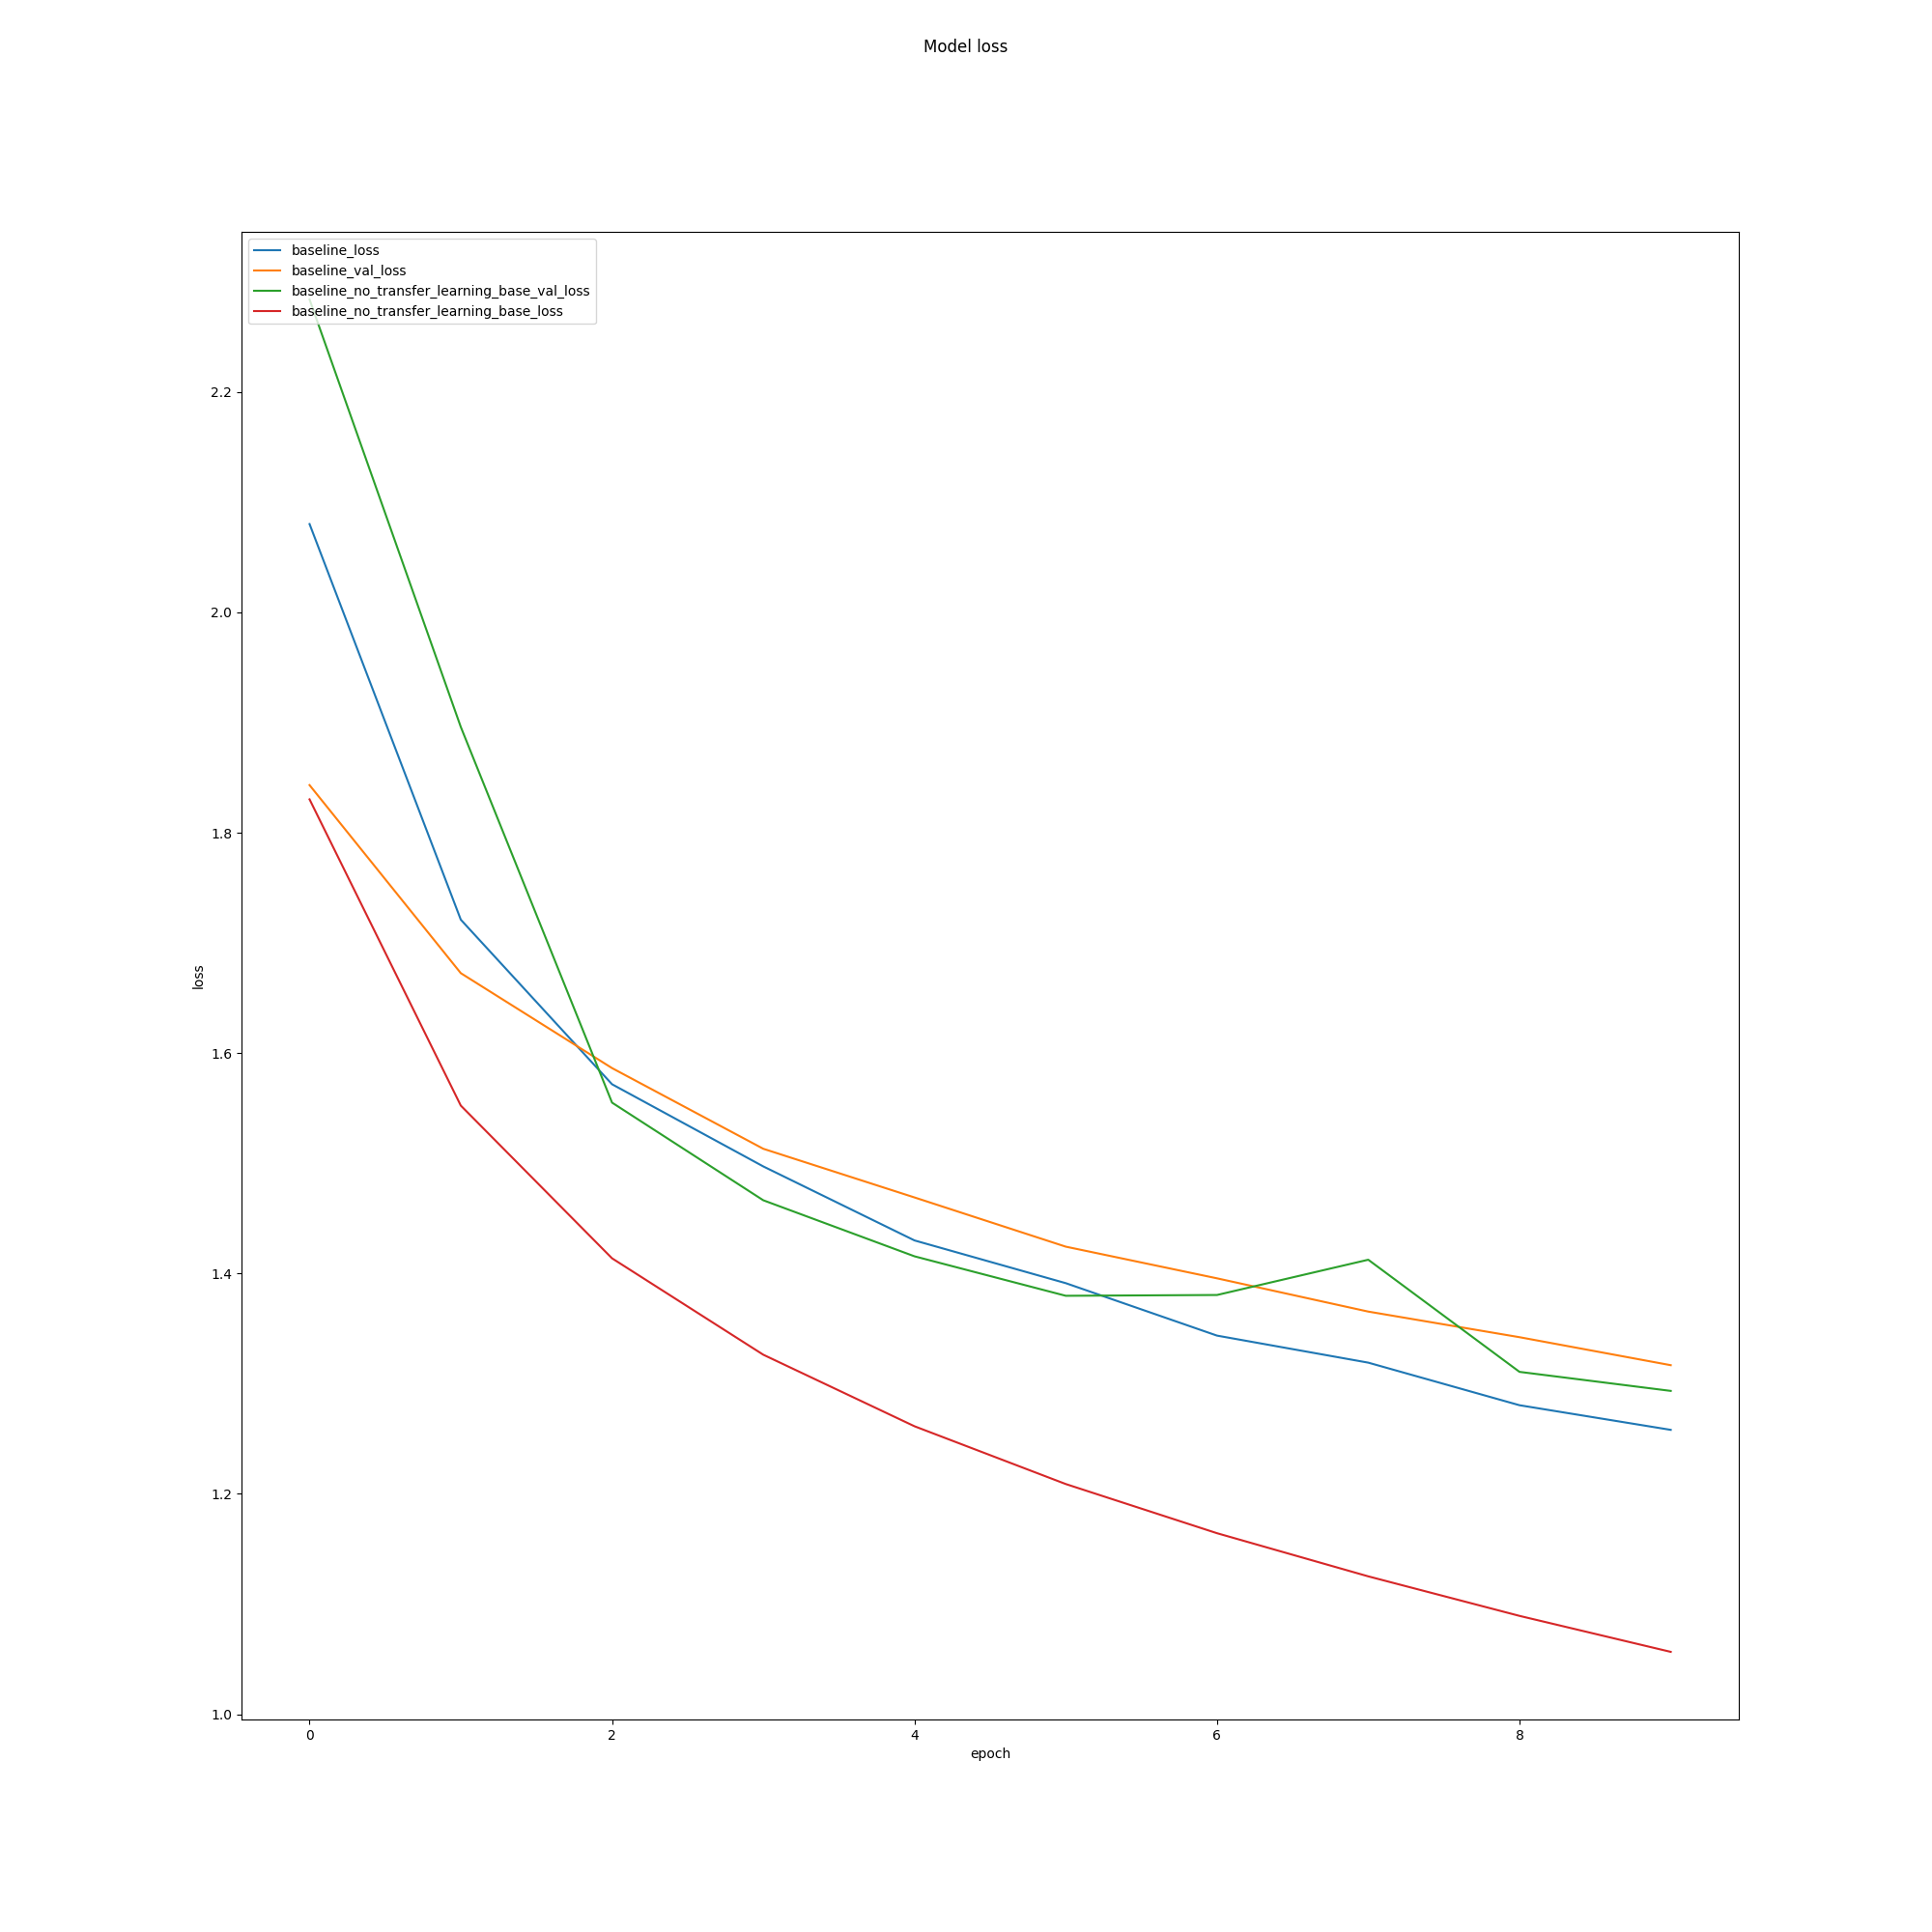 Model loss
baseline_loss
baseline_val_loss
baseline_no_transfer_learning_base_val_loss
baseline_no_transfer_learning_base_loss
2.2
2.0
1.8
1.6
1.4
1.2
1.0
loss
0 2 4 6 8
epoch